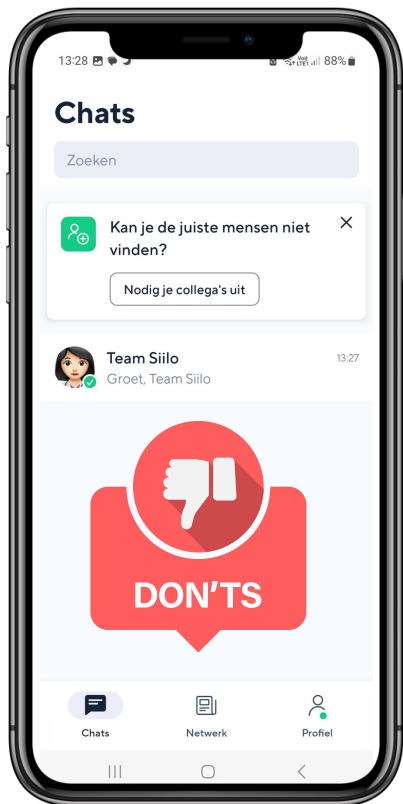 13:28
88%
Chats
Zoeken
Kan je de juiste mensen niet
vinden?
Nodig je collega's uit
Team Siilo
13:27
Groet, Team Siilo
DON'TS
Chats
Netwerk
Profiel